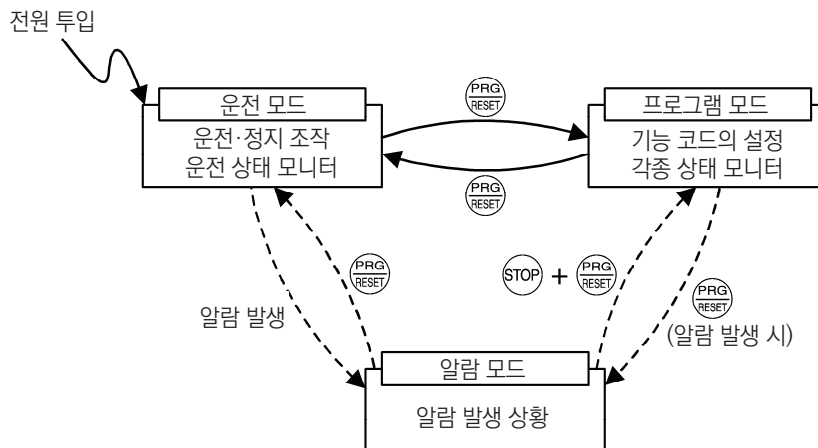 전원 투입
운전 모드
운전·정지 조작
운전 상태 모니터
PRG
RESET
PRG
RESET
프로그램 모드
기능 코드의 설정
각종 상태 모니터
알람 발생
PRG
RESET
STOP + PRG
RESET
PRG
RESET
(알람 발생 시)
알람 모드
알람 발생 상황